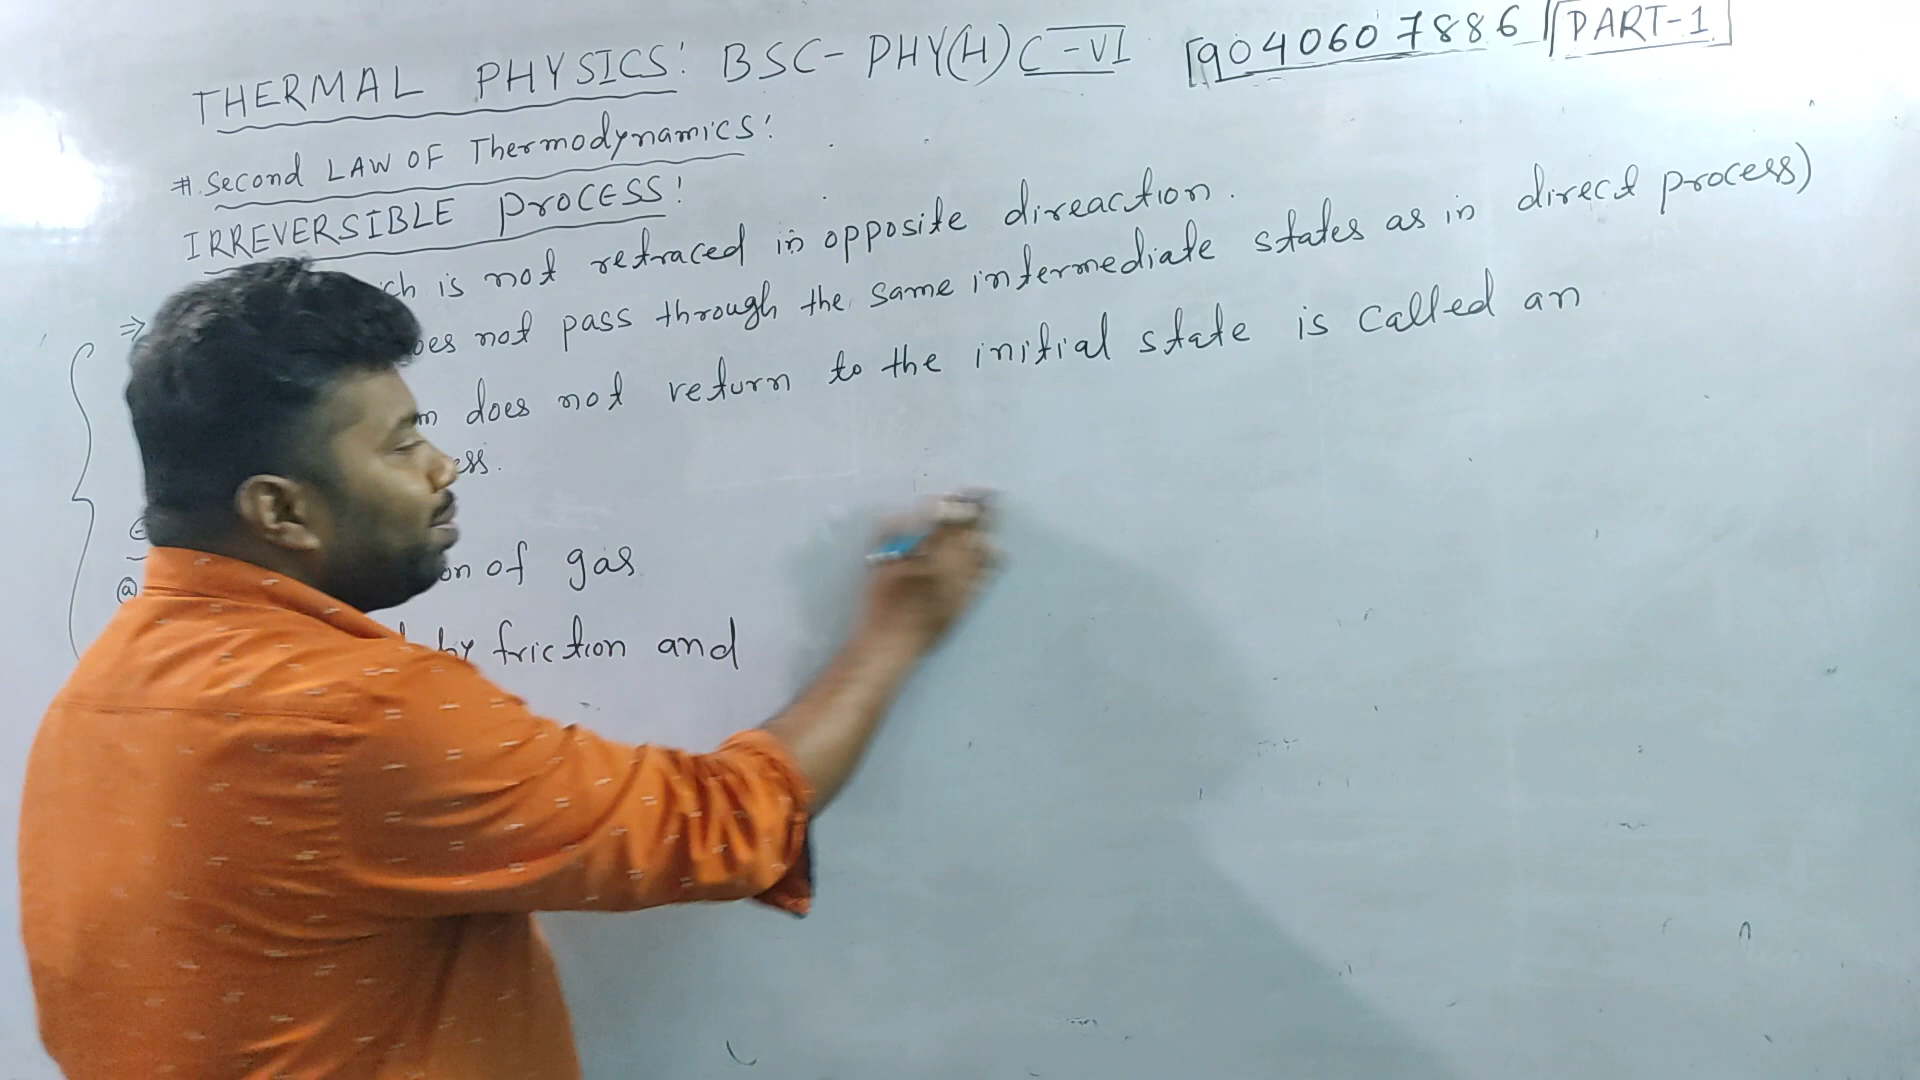 THERMAL PHYSICS: BSC- PHY(H) C-VI [9040607886 PART-1
#. Second LAW OF Thermodynamics:
IRREVERSIBLE PROCESS:
⇒ is not retraced in opposite direaction.
not pass through the same intermediate states as in direct process)
does not return to the initial state is called an
of gas
@ by friction and